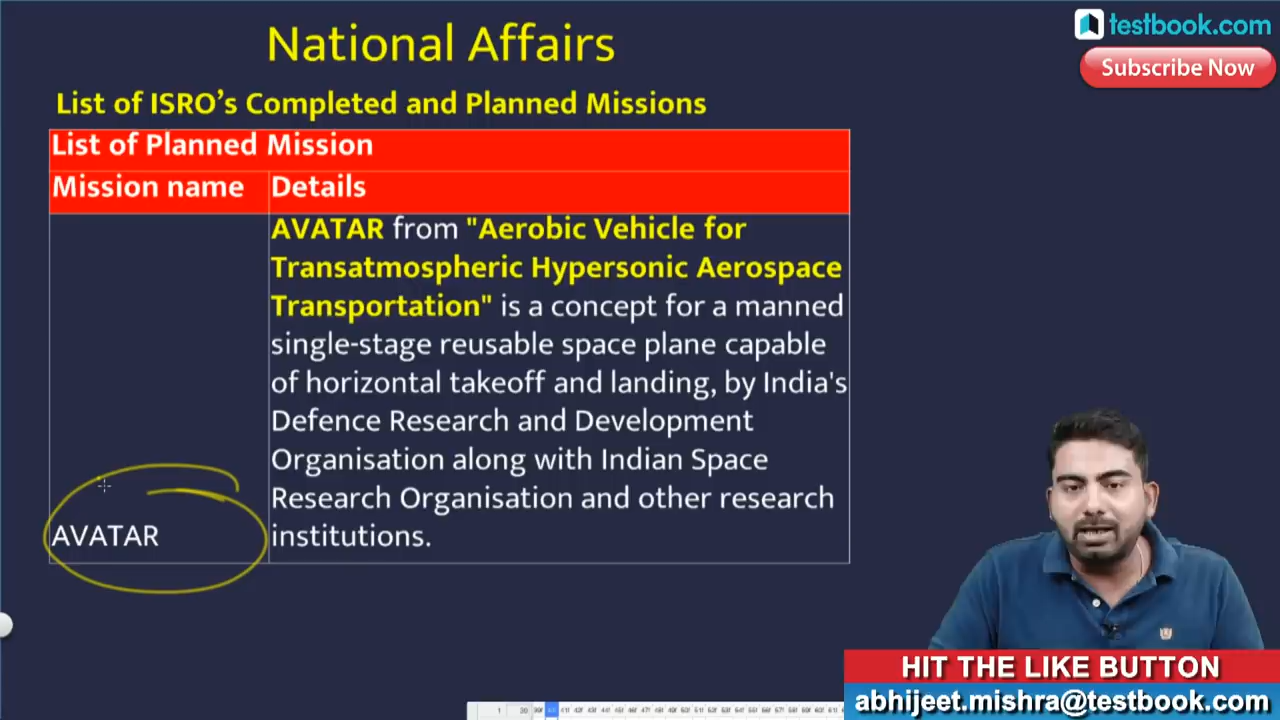 National Affairs
testbook.com
Subscribe Now
List of ISRO's Completed and Planned Missions
List of Planned Mission
Mission name Details
AVATAR from "Aerobic Vehicle for
Transatmospheric Hypersonic Aerospace
Transportation" is a concept for a manned
single-stage reusable space plane capable
of horizontal takeoff and landing, by India's
Defence Research and Development
Organisation along with Indian Space
Research Organisation and other research
AVATAR institutions.
HIT THE LIKE BUTTON
abhijeet.mishra@testbook.com